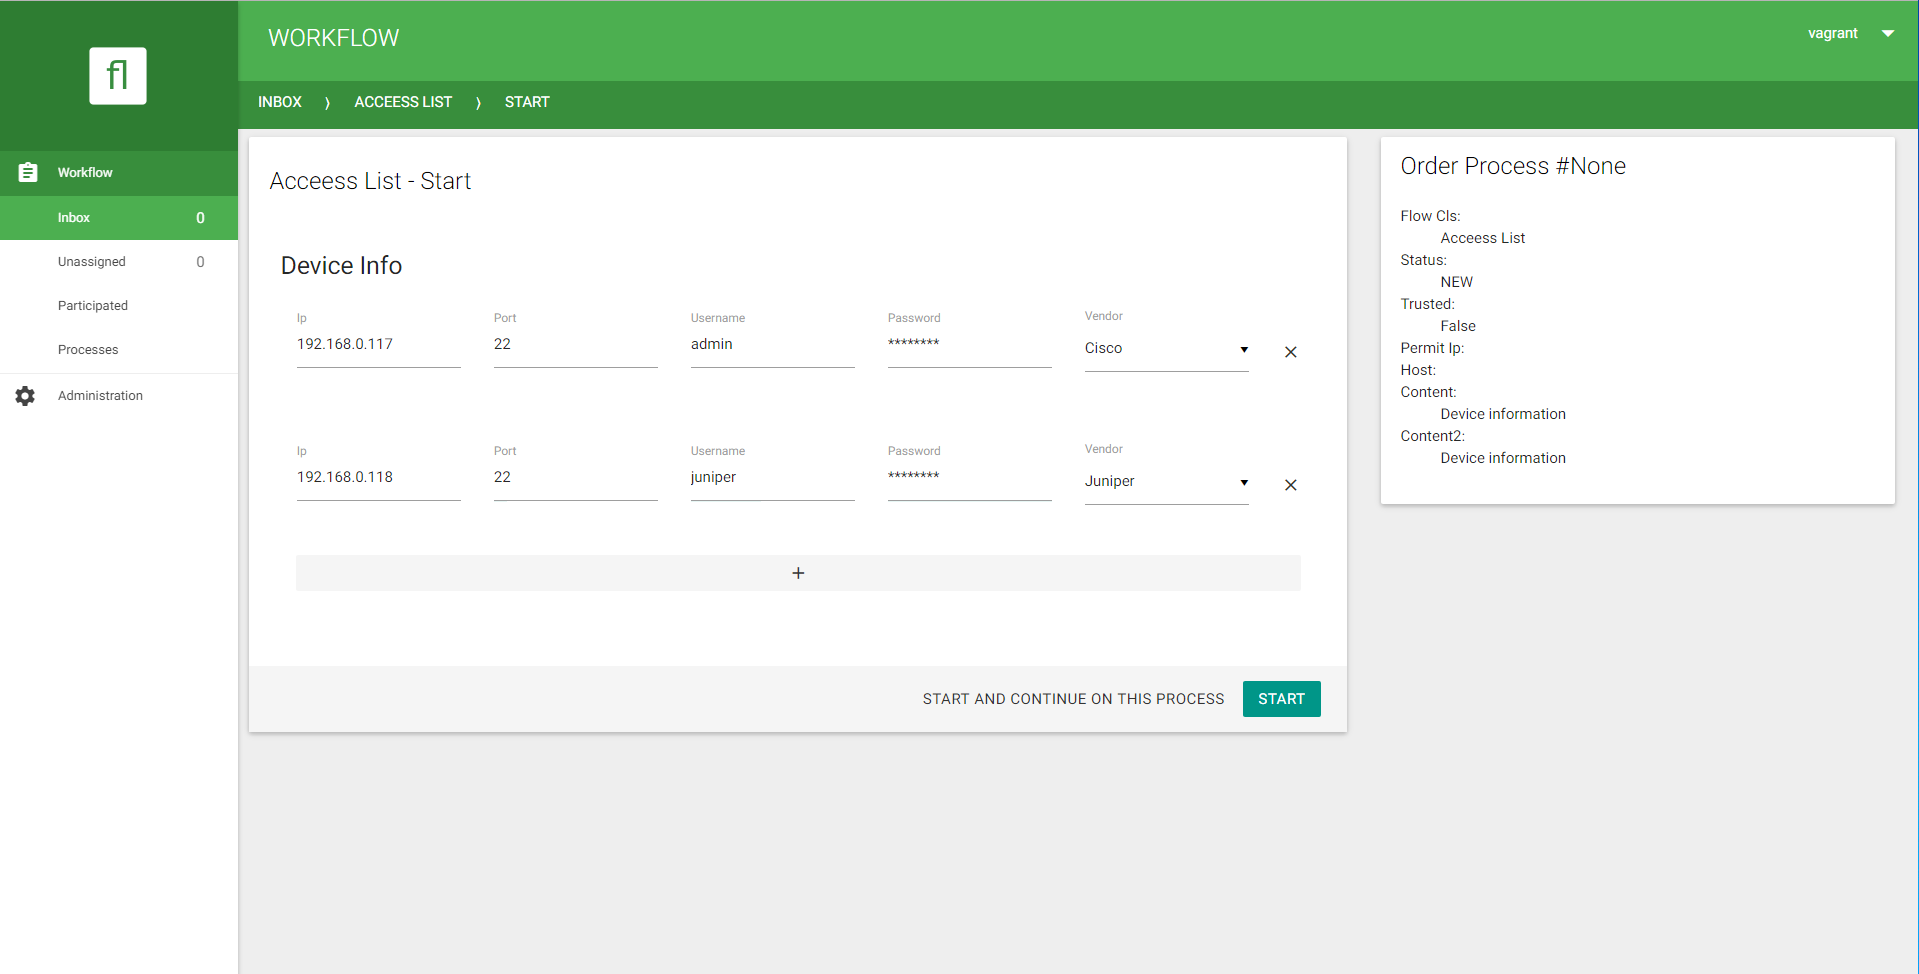 fl
WORKFLOW
vagrant
INBOX 〉 ACCEESS LIST 〉 START
Workflow
Inbox 0
Unassigned 0
Participated
Processes
Administration
Acceess List - Start
Device Info
Ip Port Username Password Vendor
192.168.0.117 22 admin ******** Cisco
Ip Port Username Password Vendor
192.168.0.118 22 juniper ******** Juniper
+
START AND CONTINUE ON THIS PROCESS START
Order Process #None
Flow Cls:
Acceess List
Status:
NEW
Trusted:
False
Permit Ip:
Host:
Content:
Device information
Content2:
Device information